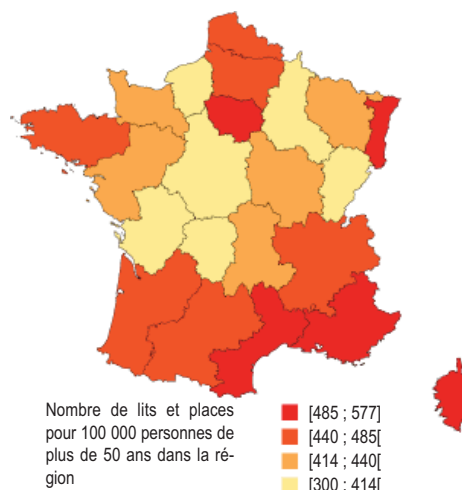 Nombre de lits et places
pour 100 000 personnes de
plus de 50 ans dans la ré-
gion
[485 ; 577]
[440 ; 485[
[414 ; 440[
[300 ; 414[